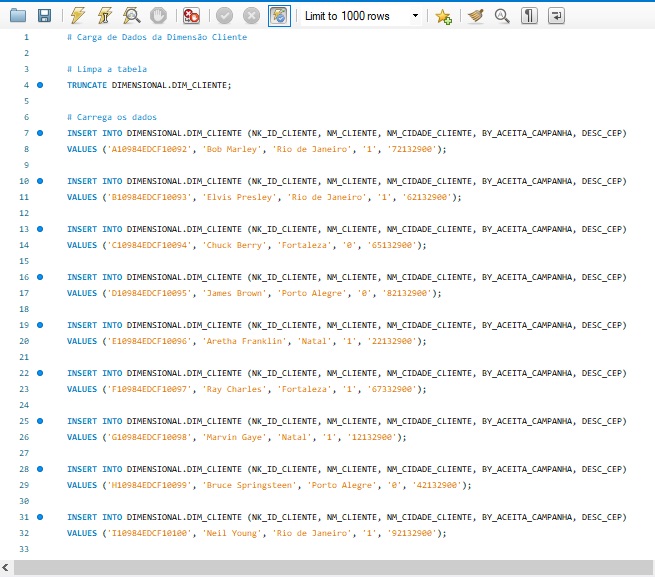 Limit to 1000 rows
1 # Carga de Dados da Dimensão Cliente
2
3 # Limpa a tabela
4 TRUNCATE DIMENSIONAL.DIM_CLIENTE;
5
6 # Carrega os dados
7 INSERT INTO DIMENSIONAL.DIM_CLIENTE (NK_ID_CLIENTE, NM_CLIENTE, NM_CIDADE_CLIENTE, BY_ACEITA_CAMPANHA, DESC_CEP)
8 VALUES ('A10984EDCF10092', 'Bob Marley', 'Rio de Janeiro', '1', '72132900');
9
10 INSERT INTO DIMENSIONAL.DIM_CLIENTE (NK_ID_CLIENTE, NM_CLIENTE, NM_CIDADE_CLIENTE, BY_ACEITA_CAMPANHA, DESC_CEP)
11 VALUES ('B10984EDCF10093', 'Elvis Presley', 'Rio de Janeiro', '1', '62132900');
12
13 INSERT INTO DIMENSIONAL.DIM_CLIENTE (NK_ID_CLIENTE, NM_CLIENTE, NM_CIDADE_CLIENTE, BY_ACEITA_CAMPANHA, DESC_CEP)
14 VALUES ('C10984EDCF10094', 'Chuck Berry', 'Fortaleza', '0', '65132900');
15
16 INSERT INTO DIMENSIONAL.DIM_CLIENTE (NK_ID_CLIENTE, NM_CLIENTE, NM_CIDADE_CLIENTE, BY_ACEITA_CAMPANHA, DESC_CEP)
17 VALUES ('D10984EDCF10095', 'James Brown', 'Porto Alegre', '0', '82132900');
18
19 INSERT INTO DIMENSIONAL.DIM_CLIENTE (NK_ID_CLIENTE, NM_CLIENTE, NM_CIDADE_CLIENTE, BY_ACEITA_CAMPANHA, DESC_CEP)
20 VALUES ('E10984EDCF10096', 'Aretha Franklin', 'Natal', '1', '22132900');
21
22 INSERT INTO DIMENSIONAL.DIM_CLIENTE (NK_ID_CLIENTE, NM_CLIENTE, NM_CIDADE_CLIENTE, BY_ACEITA_CAMPANHA, DESC_CEP)
23 VALUES ('F10984EDCF10097', 'Ray Charles', 'Fortaleza', '1', '67332900');
24
25 INSERT INTO DIMENSIONAL.DIM_CLIENTE (NK_ID_CLIENTE, NM_CLIENTE, NM_CIDADE_CLIENTE, BY_ACEITA_CAMPANHA, DESC_CEP)
26 VALUES ('G10984EDCF10098', 'Marvin Gaye', 'Natal', '1', '12132900');
27
28 INSERT INTO DIMENSIONAL.DIM_CLIENTE (NK_ID_CLIENTE, NM_CLIENTE, NM_CIDADE_CLIENTE, BY_ACEITA_CAMPANHA, DESC_CEP)
29 VALUES ('H10984EDCF10099', 'Bruce Springsteen', 'Porto Alegre', '0', '42132900');
30
31 INSERT INTO DIMENSIONAL.DIM_CLIENTE (NK_ID_CLIENTE, NM_CLIENTE, NM_CIDADE_CLIENTE, BY_ACEITA_CAMPANHA, DESC_CEP)
32 VALUES ('I10984EDCF10100', 'Neil Young', 'Rio de Janeiro', '1', '92132900');
33